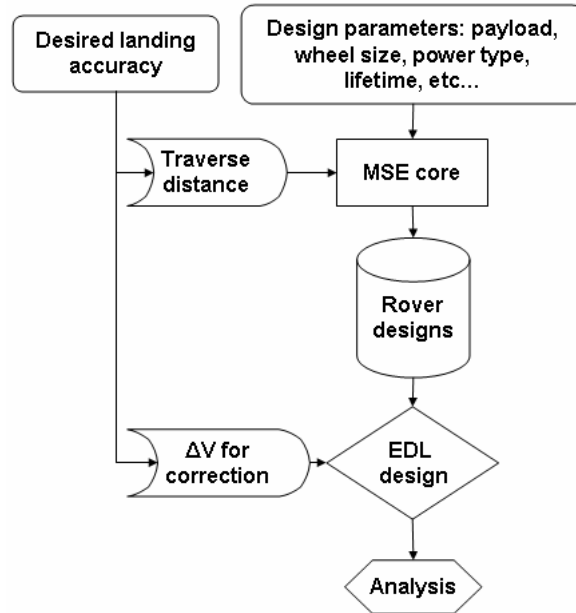 Desired landing
accuracy
Design parameters: payload,
wheel size, power type,
lifetime, etc...
Traverse
distance
MSE core
Rover
designs
ΔV for
correction
EDL
design
Analysis